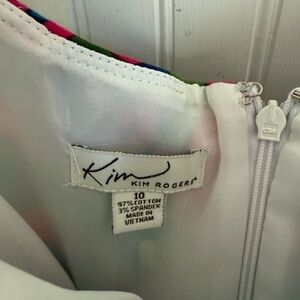 Kim
KIM ROGERS®
10
97% COTTON
3% SPANDEX
MADE IN
VIETNAM